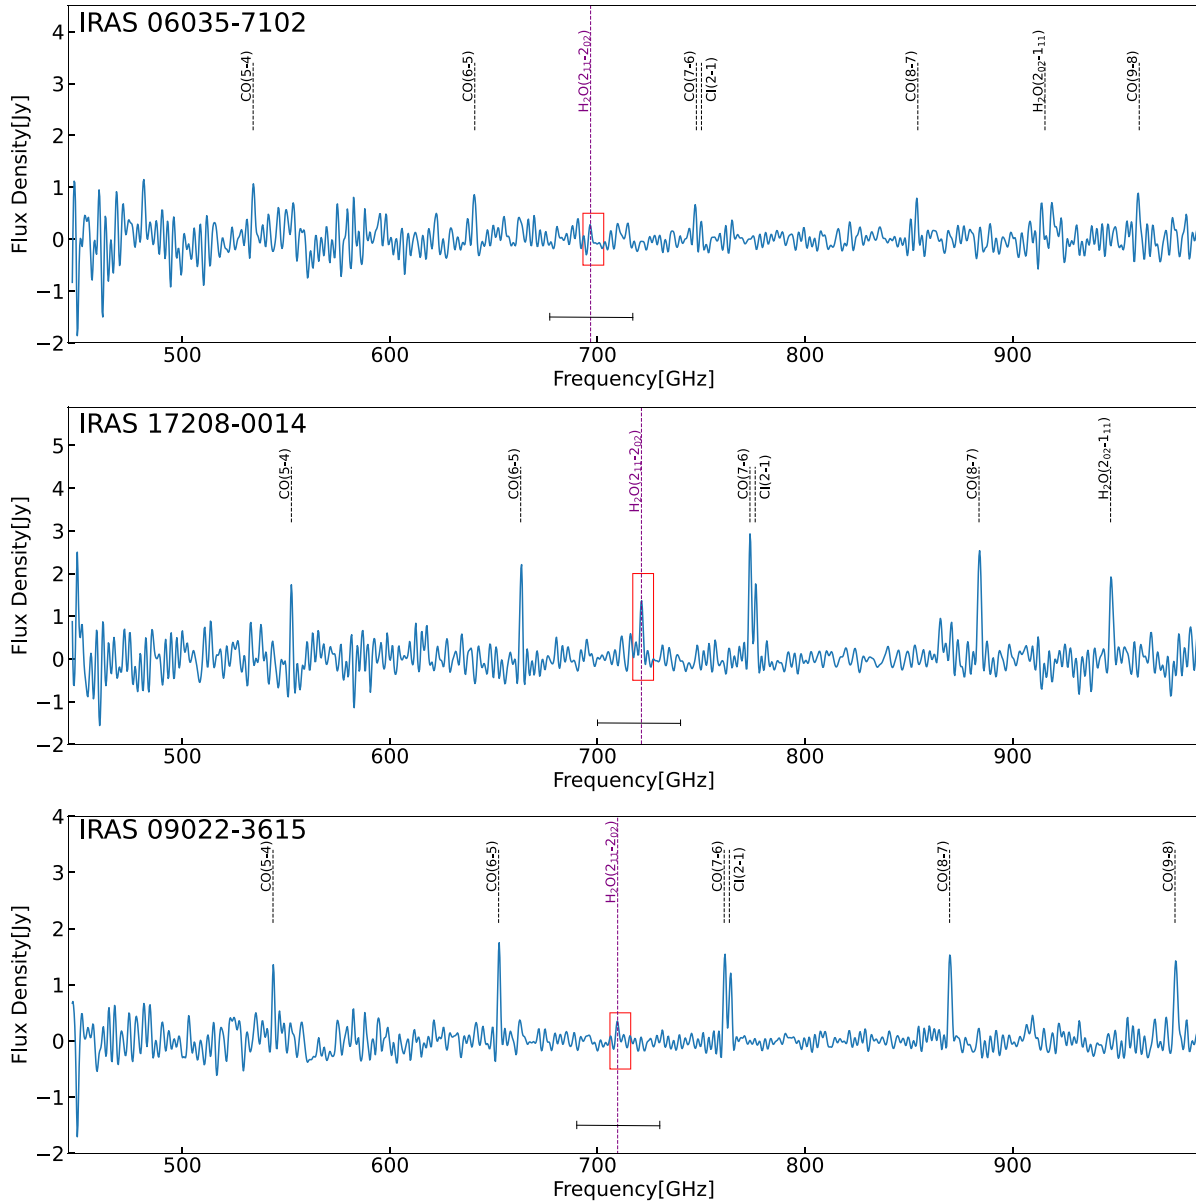 IRAS 06035-7102
CO(5-4)
CO(6-5)
H₂O(2₁₁-2₀₂)
CO(7-6)
CI(2-1)
CO(8-7)
H₂O(2₀₂-1₁₁)
CO(9-8)
Flux Density[Jy]
4
3
2
1
0
−1
−2
500
600
700
800
900
Frequency[GHz]
IRAS 17208-0014
CO(5-4)
CO(6-5)
H₂O(2₁₁-2₀₂)
CO(7-6)
CI(2-1)
CO(8-7)
H₂O(2₀₂-1₁₁)
Flux Density[Jy]
5
4
3
2
1
0
−1
−2
500
600
700
800
900
Frequency[GHz]
IRAS 09022-3615
CO(5-4)
CO(6-5)
H₂O(2₁₁-2₀₂)
CO(7-6)
CI(2-1)
CO(8-7)
CO(9-8)
Flux Density[Jy]
4
3
2
1
0
−1
−2
500
600
700
800
900
Frequency[GHz]